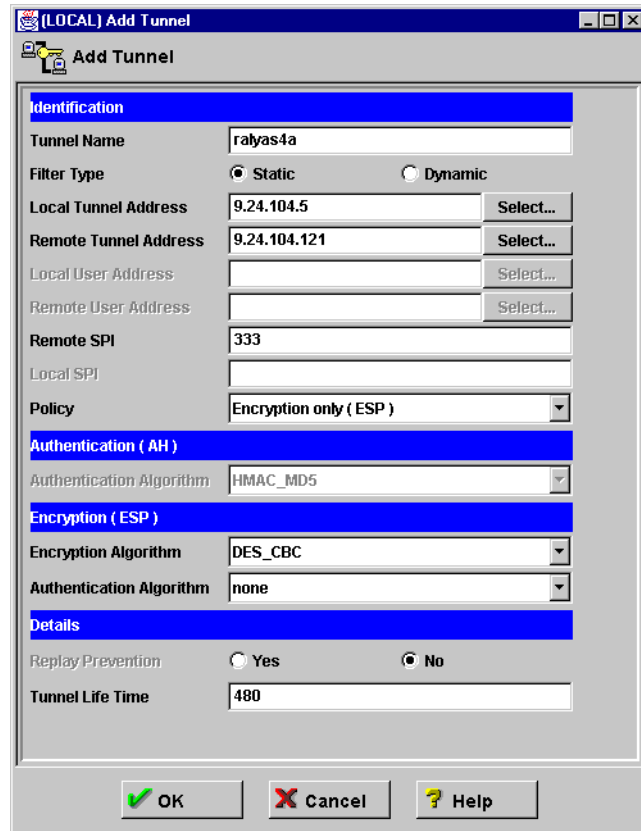 (LOCAL) Add Tunnel
Add Tunnel
Identification
Tunnel Name ralyas4a
Filter Type Static Dynamic
Local Tunnel Address 9.24.104.5 Select...
Remote Tunnel Address 9.24.104.121 Select...
Local User Address Select...
Remote User Address Select...
Remote SPI 333
Local SPI
Policy Encryption only ( ESP )
Authentication ( AH )
Authentication Algorithm HMAC_MD5
Encryption ( ESP )
Encryption Algorithm DES_CBC
Authentication Algorithm none
Details
Replay Prevention Yes No
Tunnel Life Time 480
OK Cancel Help